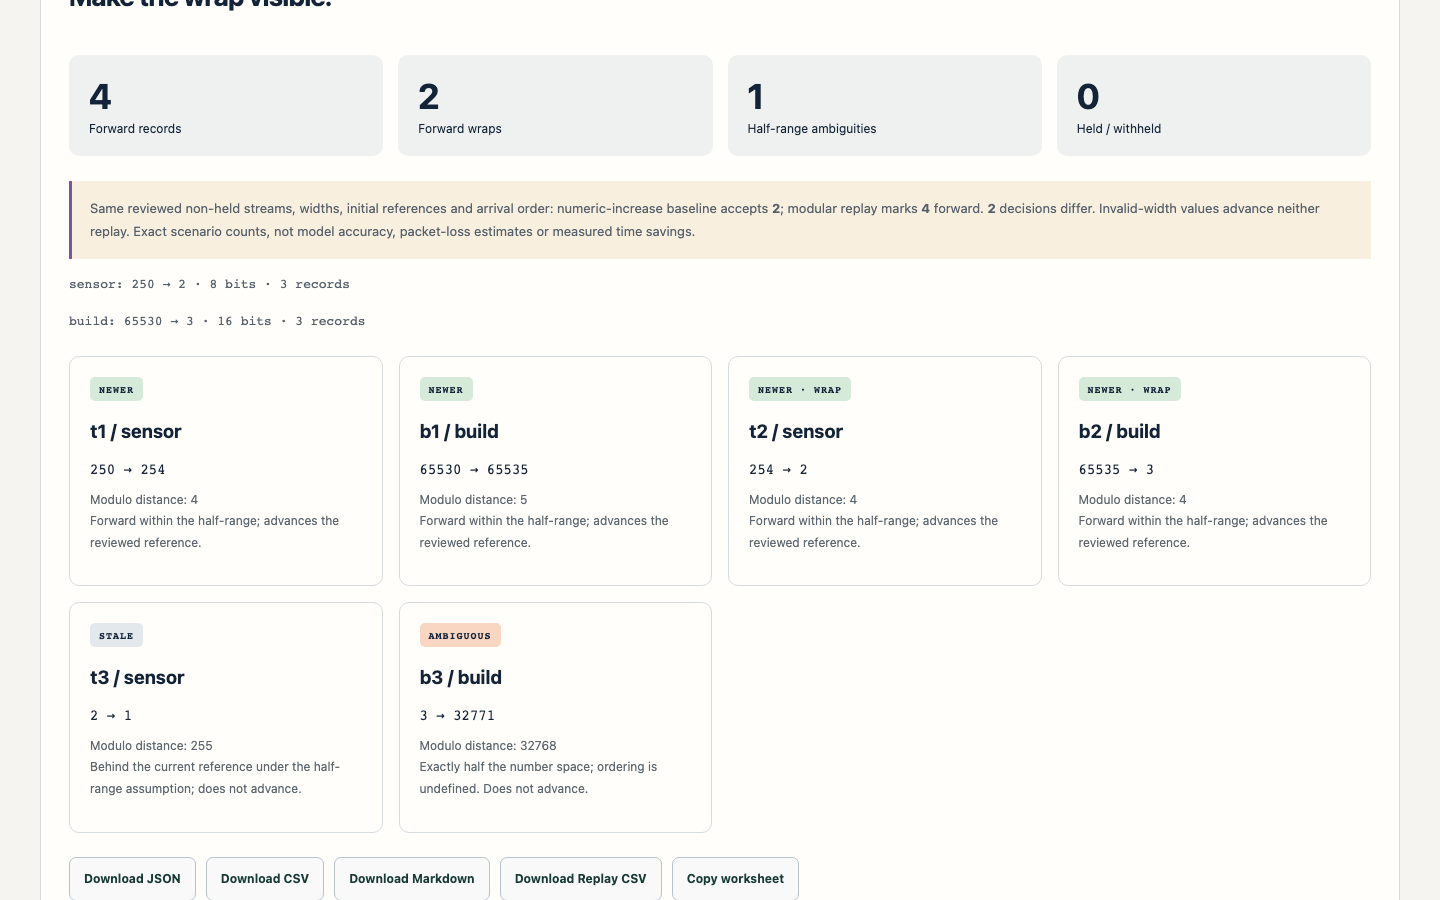 Make the wrap visible.
4
Forward records
2
Forward wraps
1
Half-range ambiguities
0
Held / withheld
Same reviewed non-held streams, widths, initial references and arrival order: numeric-increase baseline accepts 2; modular replay marks 4 forward. 2 decisions differ. Invalid-width values advance neither
replay. Exact scenario counts, not model accuracy, packet-loss estimates or measured time savings.
sensor: 250 → 2 · 8 bits · 3 records
build: 65530 → 3 · 16 bits · 3 records
NEWER
t1 / sensor
250 → 254
Modulo distance: 4
Forward within the half-range; advances the
reviewed reference.
NEWER
b1 / build
65530 → 65535
Modulo distance: 5
Forward within the half-range; advances the
reviewed reference.
NEWER · WRAP
t2 / sensor
254 → 2
Modulo distance: 4
Forward within the half-range; advances the
reviewed reference.
NEWER · WRAP
b2 / build
65535 → 3
Modulo distance: 4
Forward within the half-range; advances the
reviewed reference.
STALE
t3 / sensor
2 → 1
Modulo distance: 255
Behind the current reference under the half-
range assumption; does not advance.
AMBIGUOUS
b3 / build
3 → 32771
Modulo distance: 32768
Exactly half the number space; ordering is
undefined. Does not advance.
Download JSON
Download CSV
Download Markdown
Download Replay CSV
Copy worksheet